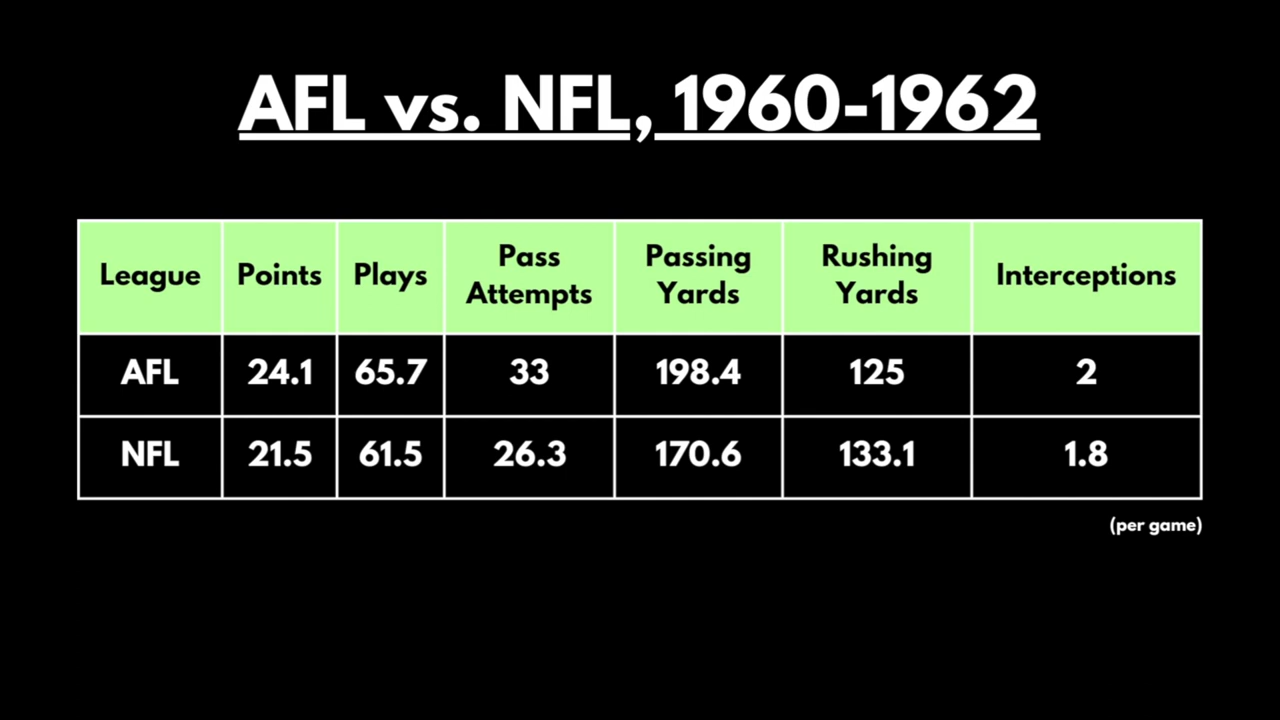 AFL vs. NFL, 1960-1962
League Points Plays Pass Attempts Passing Yards Rushing Yards Interceptions
AFL 24.1 65.7 33 198.4 125 2
NFL 21.5 61.5 26.3 170.6 133.1 1.8
(per game)